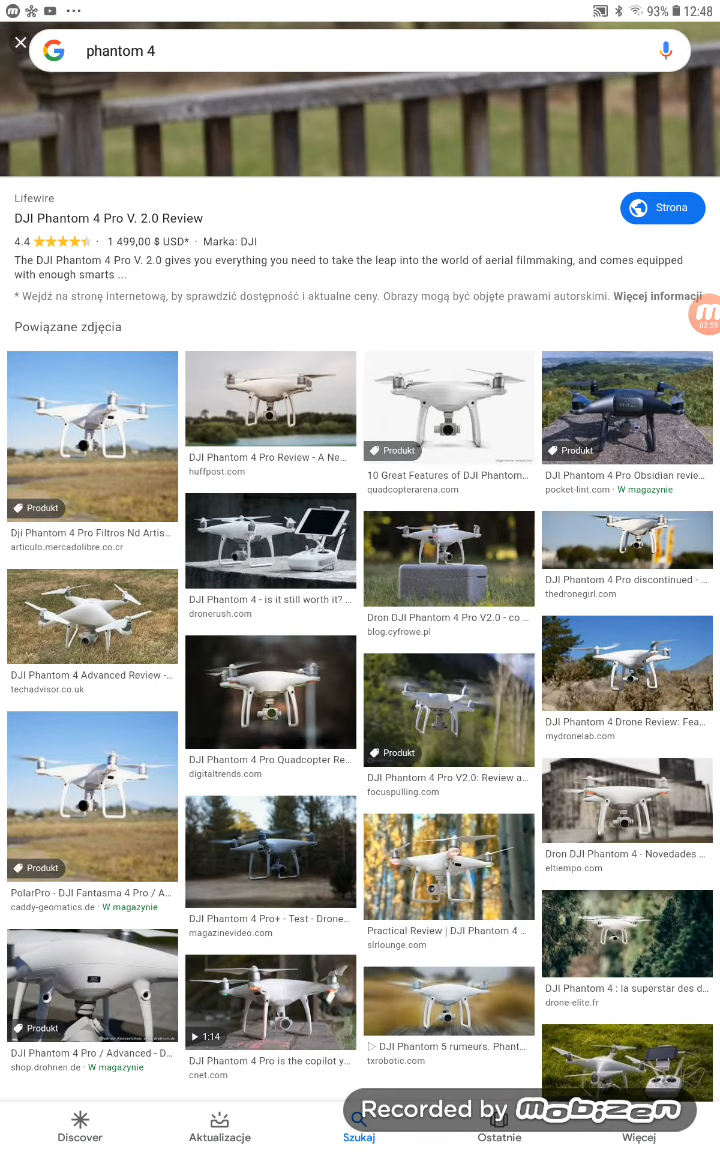 93% 12:48
phantom 4
Lifewire
DJI Phantom 4 Pro V. 2.0 Review
Strona
4.4 · 1 499,00 $ USD* · Marka: DJI
The DJI Phantom 4 Pro V. 2.0 gives you everything you need to take the leap into the world of aerial filmmaking, and comes equipped
with enough smarts ...
* Wejdź na stronę internetową, by sprawdzić dostępność i aktualne ceny. Obrazy mogą być objęte prawami autorskimi. Więcej informacji
02:55
Powiązane zdjęcia
Produkt
Dji Phantom 4 Pro Filtros Nd Artis...
articulo.mercadolibre.co.cr
DJI Phantom 4 Advanced Review -...
techadvisor.co.uk
Produkt
PolarPro - DJI Fantasma 4 Pro / A...
caddy-geomatics.de · W magazynie
Produkt
DJI Phantom 4 Pro / Advanced - D...
shop.drohnen.de · W magazynie
DJI Phantom 4 Pro Review - A Ne...
huffpost.com
DJI Phantom 4 - is it still worth it? ...
dronerush.com
DJI Phantom 4 Pro Quadcopter Re...
digitaltrends.com
DJI Phantom 4 Pro+ - Test - Drone...
magazinevideo.com
1:14
DJI Phantom 4 Pro is the copilot y...
cnet.com
Produkt
10 Great Features of DJI Phantom...
quadcopterarena.com
Dron DJI Phantom 4 Pro V2.0 - co ...
blog.cyfrowe.pl
Produkt
DJI Phantom 4 Pro V2.0: Review a...
focuspulling.com
Practical Review | DJI Phantom 4 ...
slrlounge.com
▷ DJI Phantom 5 rumeurs. Phant...
txrobotic.com
Produkt
DJI Phantom 4 Pro Obsidian revie...
pocket-lint.com · W magazynie
DJI Phantom 4 Pro discontinued - ...
thedronegirl.com
DJI Phantom 4 Drone Review: Fea...
mydronelab.com
Dron DJI Phantom 4 - Novedades ...
eltiempo.com
DJI Phantom 4 : la superstar des d...
drone-elite.fr
Recorded by mobizen
Discover
Aktualizacje
Szukaj
Ostatnie
Więcej